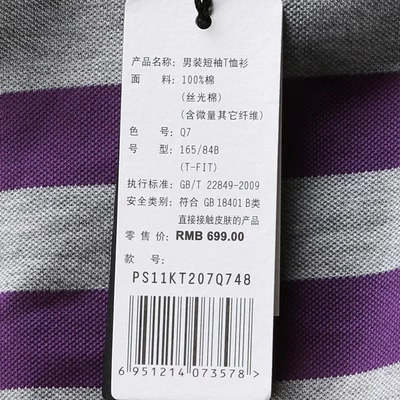 产品名称: 男装短袖T恤衫
面 料: 100%棉
(丝光棉)
(含微量其它纤维)
色 号: Q7
号 型: 165/84B
(T-FIT)
执行标准: GB/T 22849-2009
安全类别: 符合 GB 18401 B类
直接接触皮肤的产品
零 售 价: RMB 699.00
款 号:
PS11KT207Q748
6 951214 073578 >